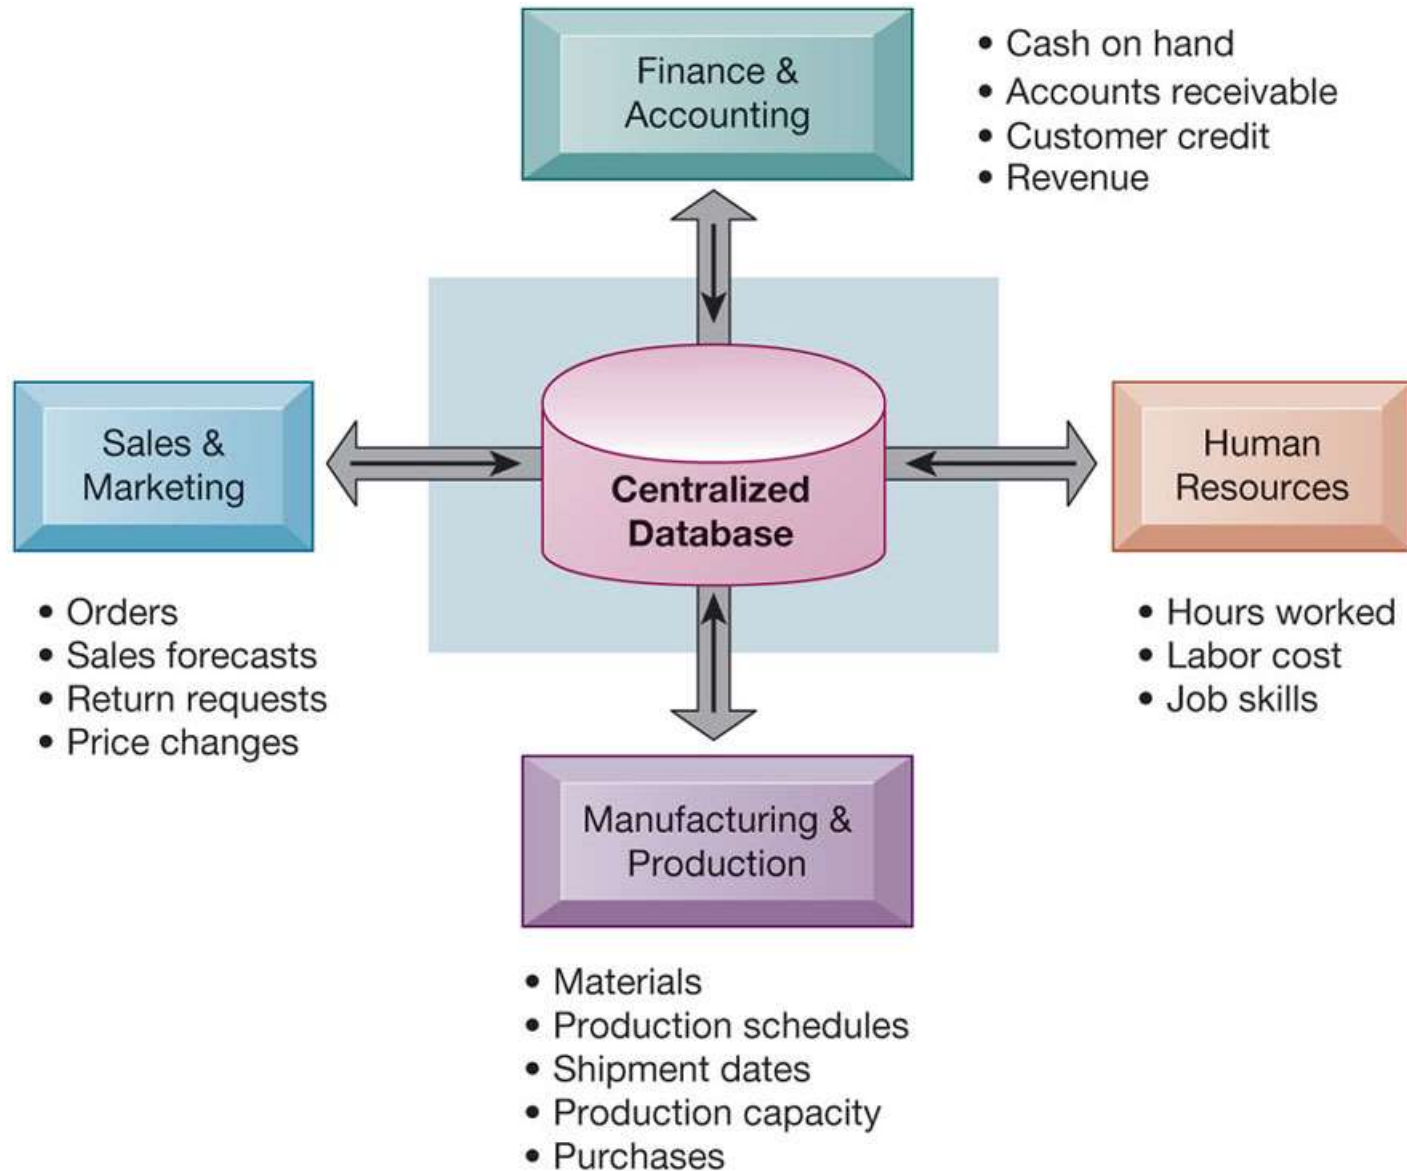 Finance &
Accounting
• Cash on hand
• Accounts receivable
• Customer credit
• Revenue
Sales &
Marketing
• Orders
• Sales forecasts
• Return requests
• Price changes
Centralized
Database
Human
Resources
• Hours worked
• Labor cost
• Job skills
Manufacturing &
Production
• Materials
• Production schedules
• Shipment dates
• Production capacity
• Purchases